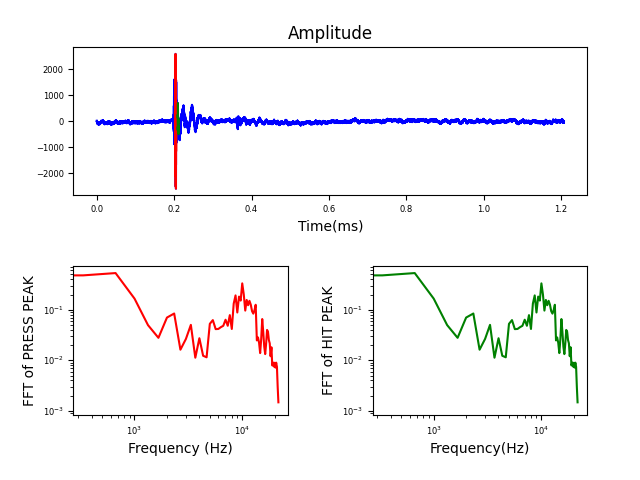 Amplitude
2000
1000
0
−1000
−2000
0.0 0.2 0.4 0.6 0.8 1.0 1.2
Time(ms)
FFT of PRESS PEAK
10⁻¹
10⁻²
10⁻³
10³ 10⁴
Frequency (Hz)
FFT of HIT PEAK
10⁻¹
10⁻²
10⁻³
10³ 10⁴
Frequency(Hz)